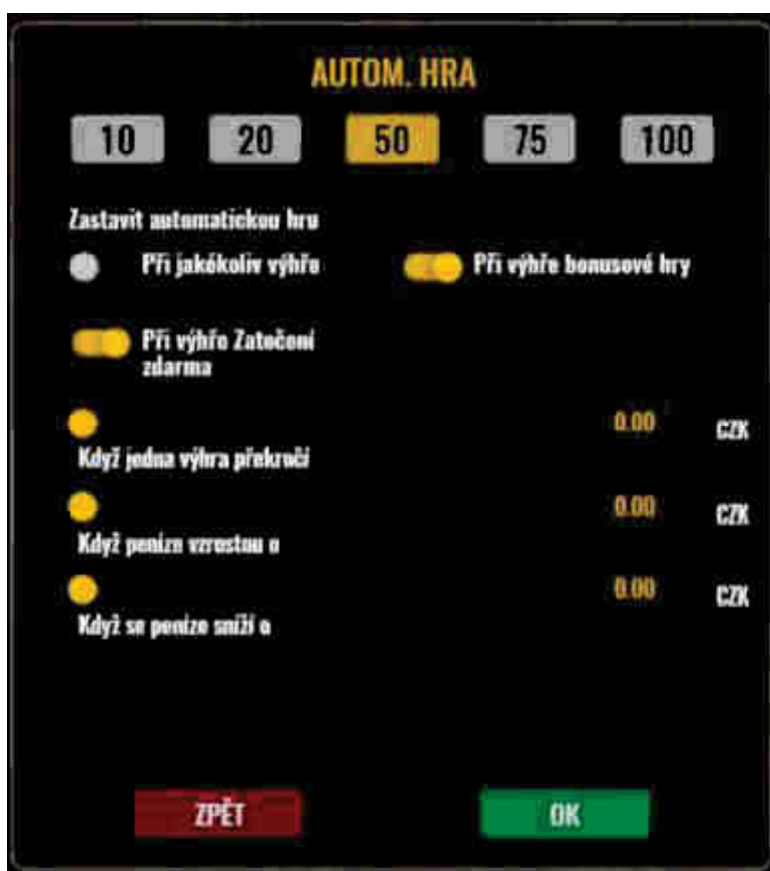 AUTOM. HRA
10 20 50 75 100
Zastavit automatickou hru
Při jakékoliv výhře Při výhře bonusové hry
Při výhře Zatočení
zdarma
0.00 CZK
Když jedna výhra překročí
0.00 CZK
Když peníze vzrostou o
0.00 CZK
Když se peníze sníží o
ZPĚT OK